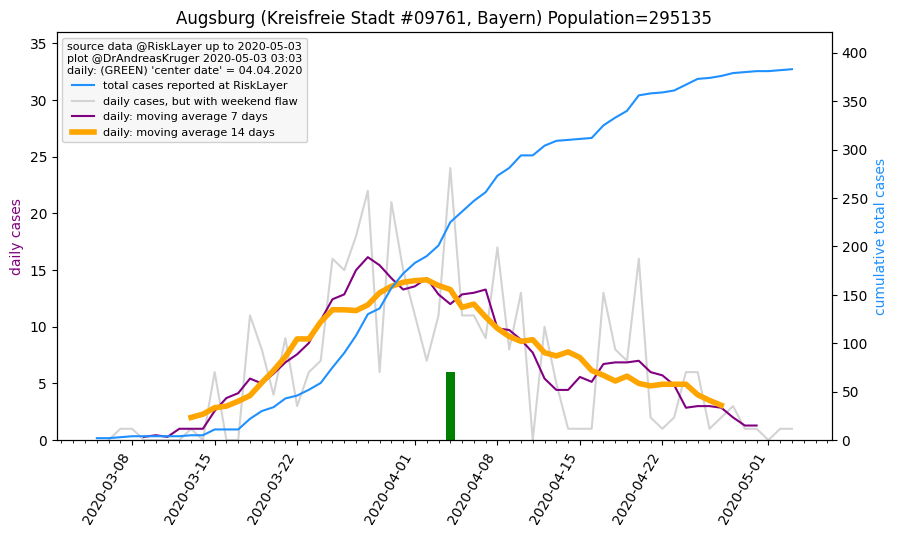 Augsburg (Kreisfreie Stadt #09761, Bayern) Population=295135
source data @RiskLayer up to 2020-05-03
plot @DrAndreasKruger 2020-05-03 03:03
daily: (GREEN) 'center date' = 04.04.2020
total cases reported at RiskLayer
daily cases, but with weekend flaw
daily: moving average 7 days
daily: moving average 14 days
daily cases
35
30
25
20
15
10
5
0
400
350
300
250
200
150
100
50
0
cumulative total cases
2020-03-08
2020-03-15
2020-03-22
2020-04-01
2020-04-08
2020-04-15
2020-04-22
2020-05-01